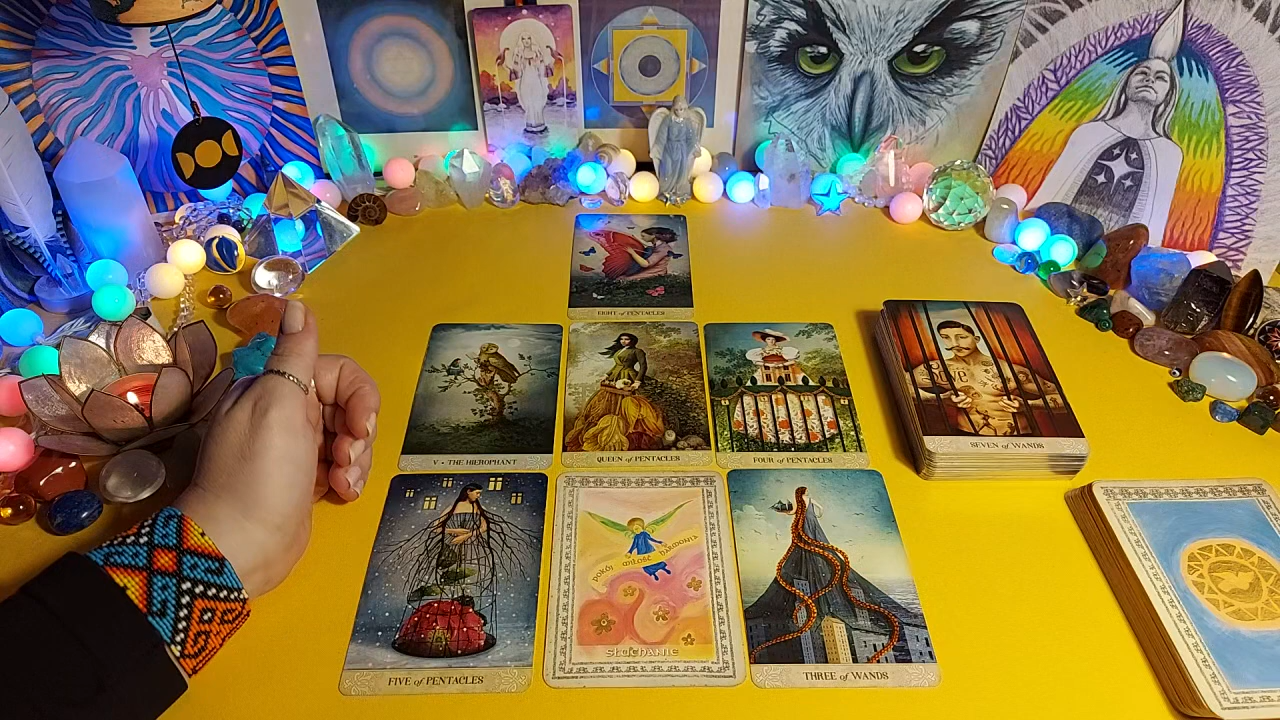 EIGHT of PENTACLES
V • THE HIEROPHANT
QUEEN of PENTACLES
FOUR of PENTACLES
SEVEN of WANDS
FIVE of PENTACLES
POKÓJ MIŁOŚĆ HARMONIA
SŁUCHANIE
THREE of WANDS